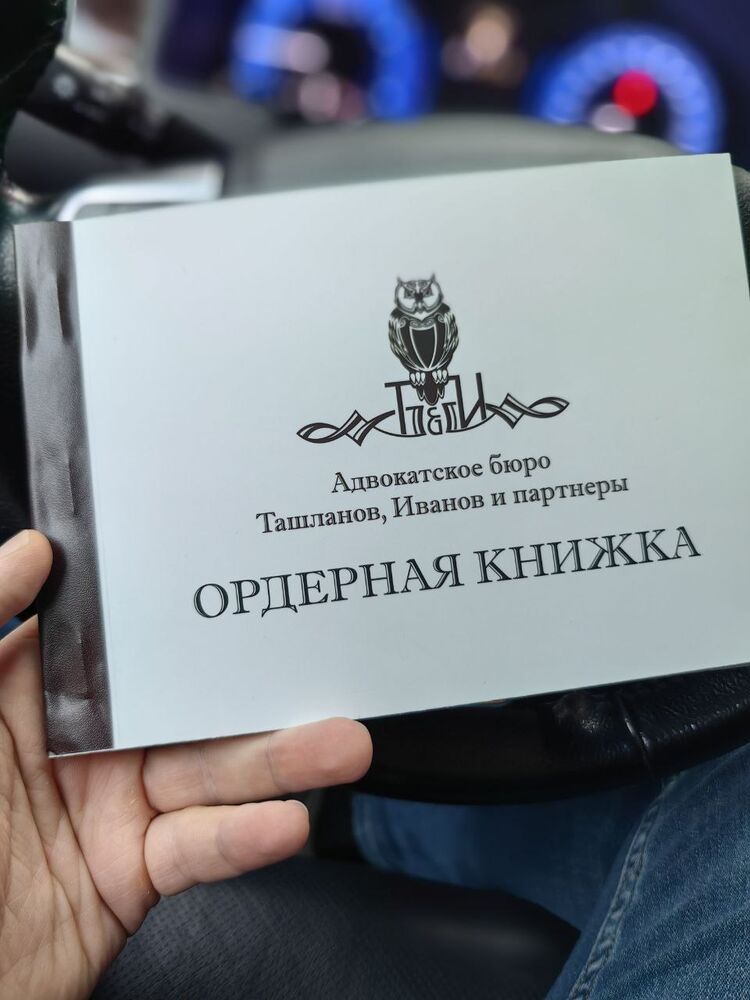 Т&И
Адвокатское бюро
Ташланов, Иванов и партнеры
ОРДЕРНАЯ КНИЖКА